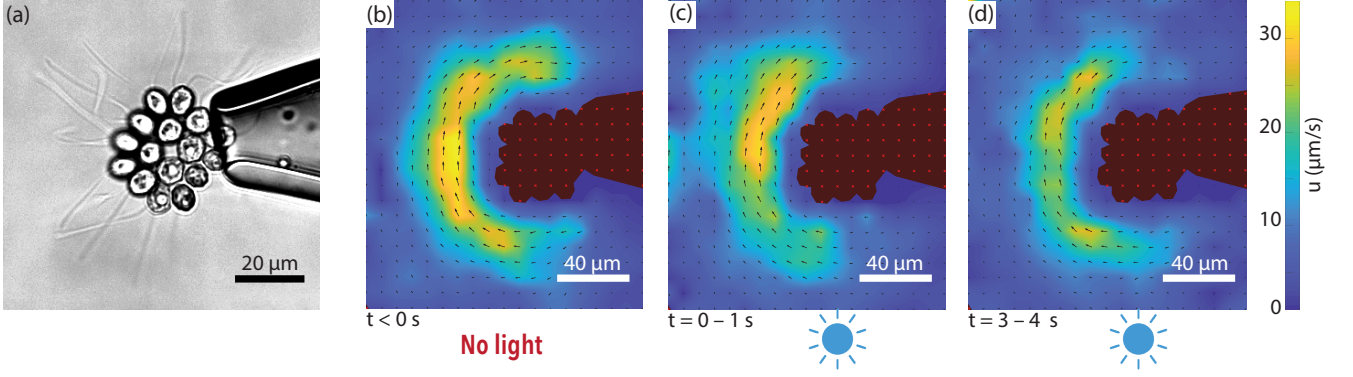 (a)
20 µm
(b)
40 µm
t < 0 s
No light
(c)
40 µm
t = 0 – 1 s
(d)
40 µm
t = 3 – 4 s
30
20
10
0
u (µm/s)